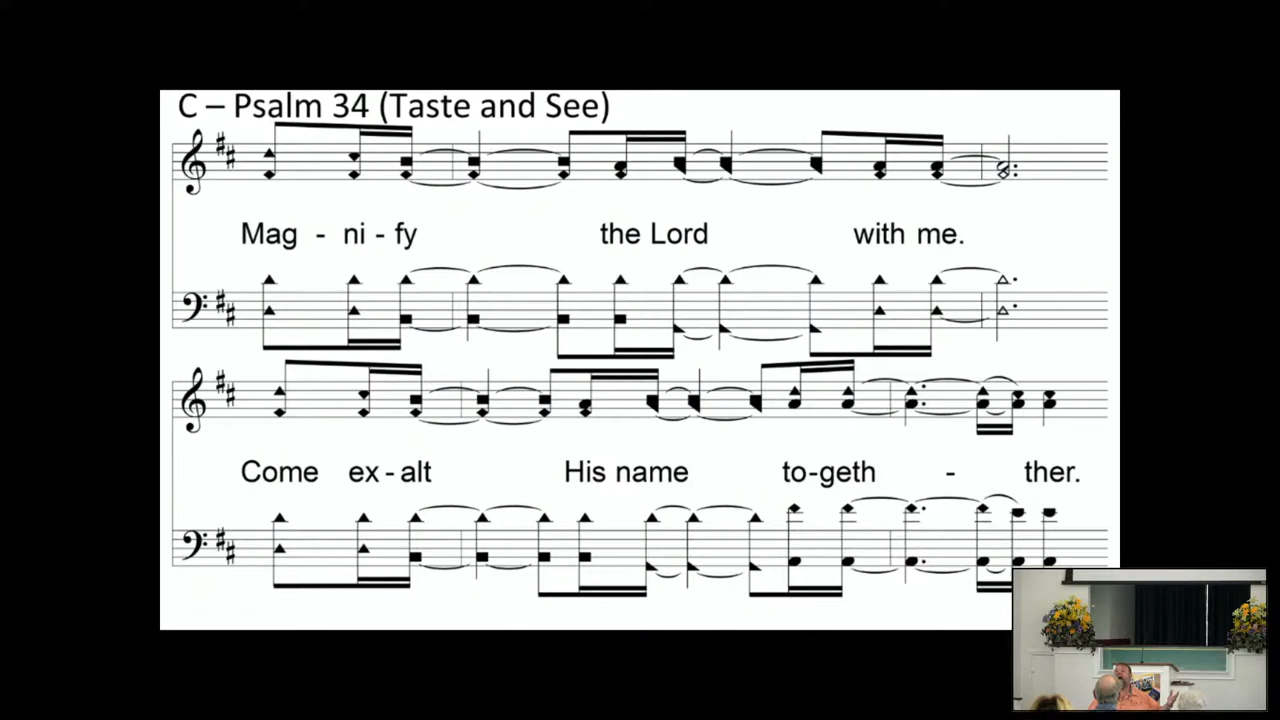 C – Psalm 34 (Taste and See)
Mag - ni - fy the Lord with me.
Come ex - alt His name to-geth - ther.